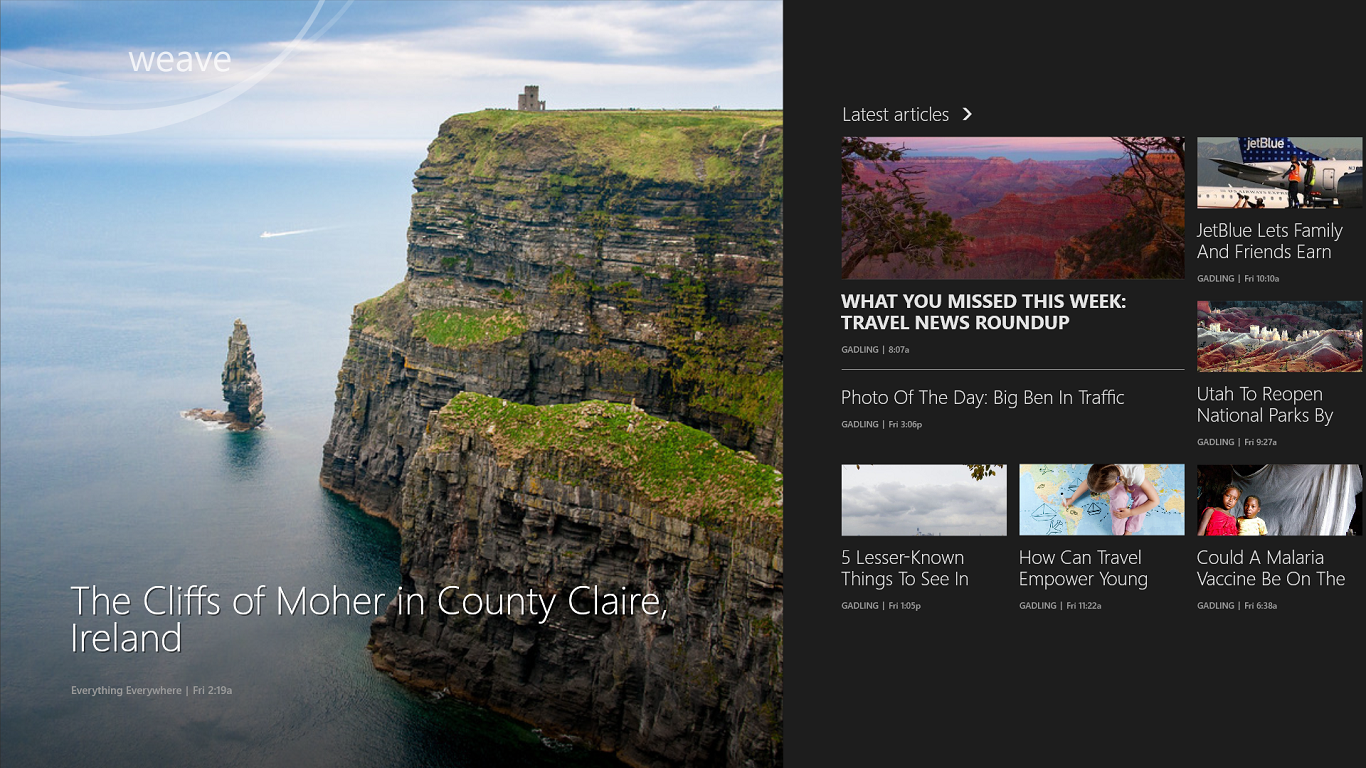 weave
The Cliffs of Moher in County Claire,
Ireland
Everything Everywhere | Fri 2:19a
Latest articles
WHAT YOU MISSED THIS WEEK:
TRAVEL NEWS ROUNDUP
GADLING | 8:07a
Photo Of The Day: Big Ben In Traffic
GADLING | Fri 3:06p
5 Lesser-Known
Things To See In
GADLING | Fri 1:05p
How Can Travel
Empower Young
GADLING | Fri 11:22a
jetBlue
JetBlue Lets Family
And Friends Earn
GADLING | Fri 10:10a
Utah To Reopen
National Parks By
GADLING | Fri 9:27a
Could A Malaria
Vaccine Be On The
GADLING | Fri 6:38a